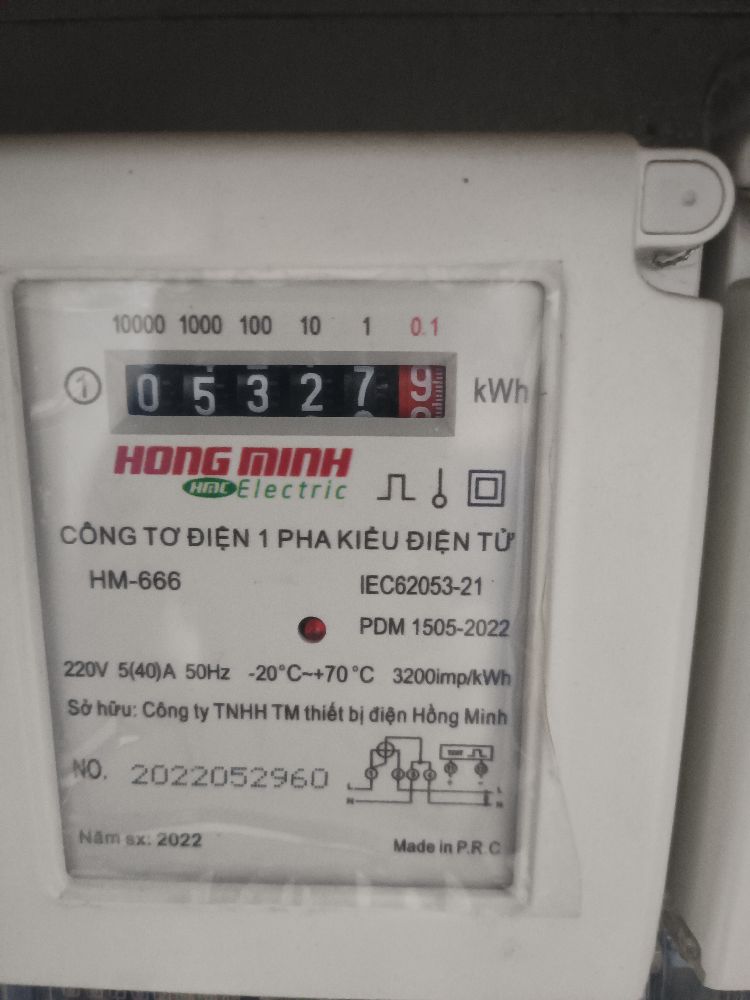 10000 1000 100 10 1 0.1
1 0 5 3 2 7 9 kWh
HONG MINH
HMC Electric
CÔNG TƠ ĐIỆN 1 PHA KIỂU ĐIỆN TỬ
HM-666 IEC62053-21
PDM 1505-2022
220V 5(40)A 50Hz -20°C~+70°C 3200imp/kWh
Sở hữu: Công ty TNHH TM thiết bị điện Hồng Minh
NO. 2022052960
L L
N N
Năm sx: 2022 Made in P.R.C